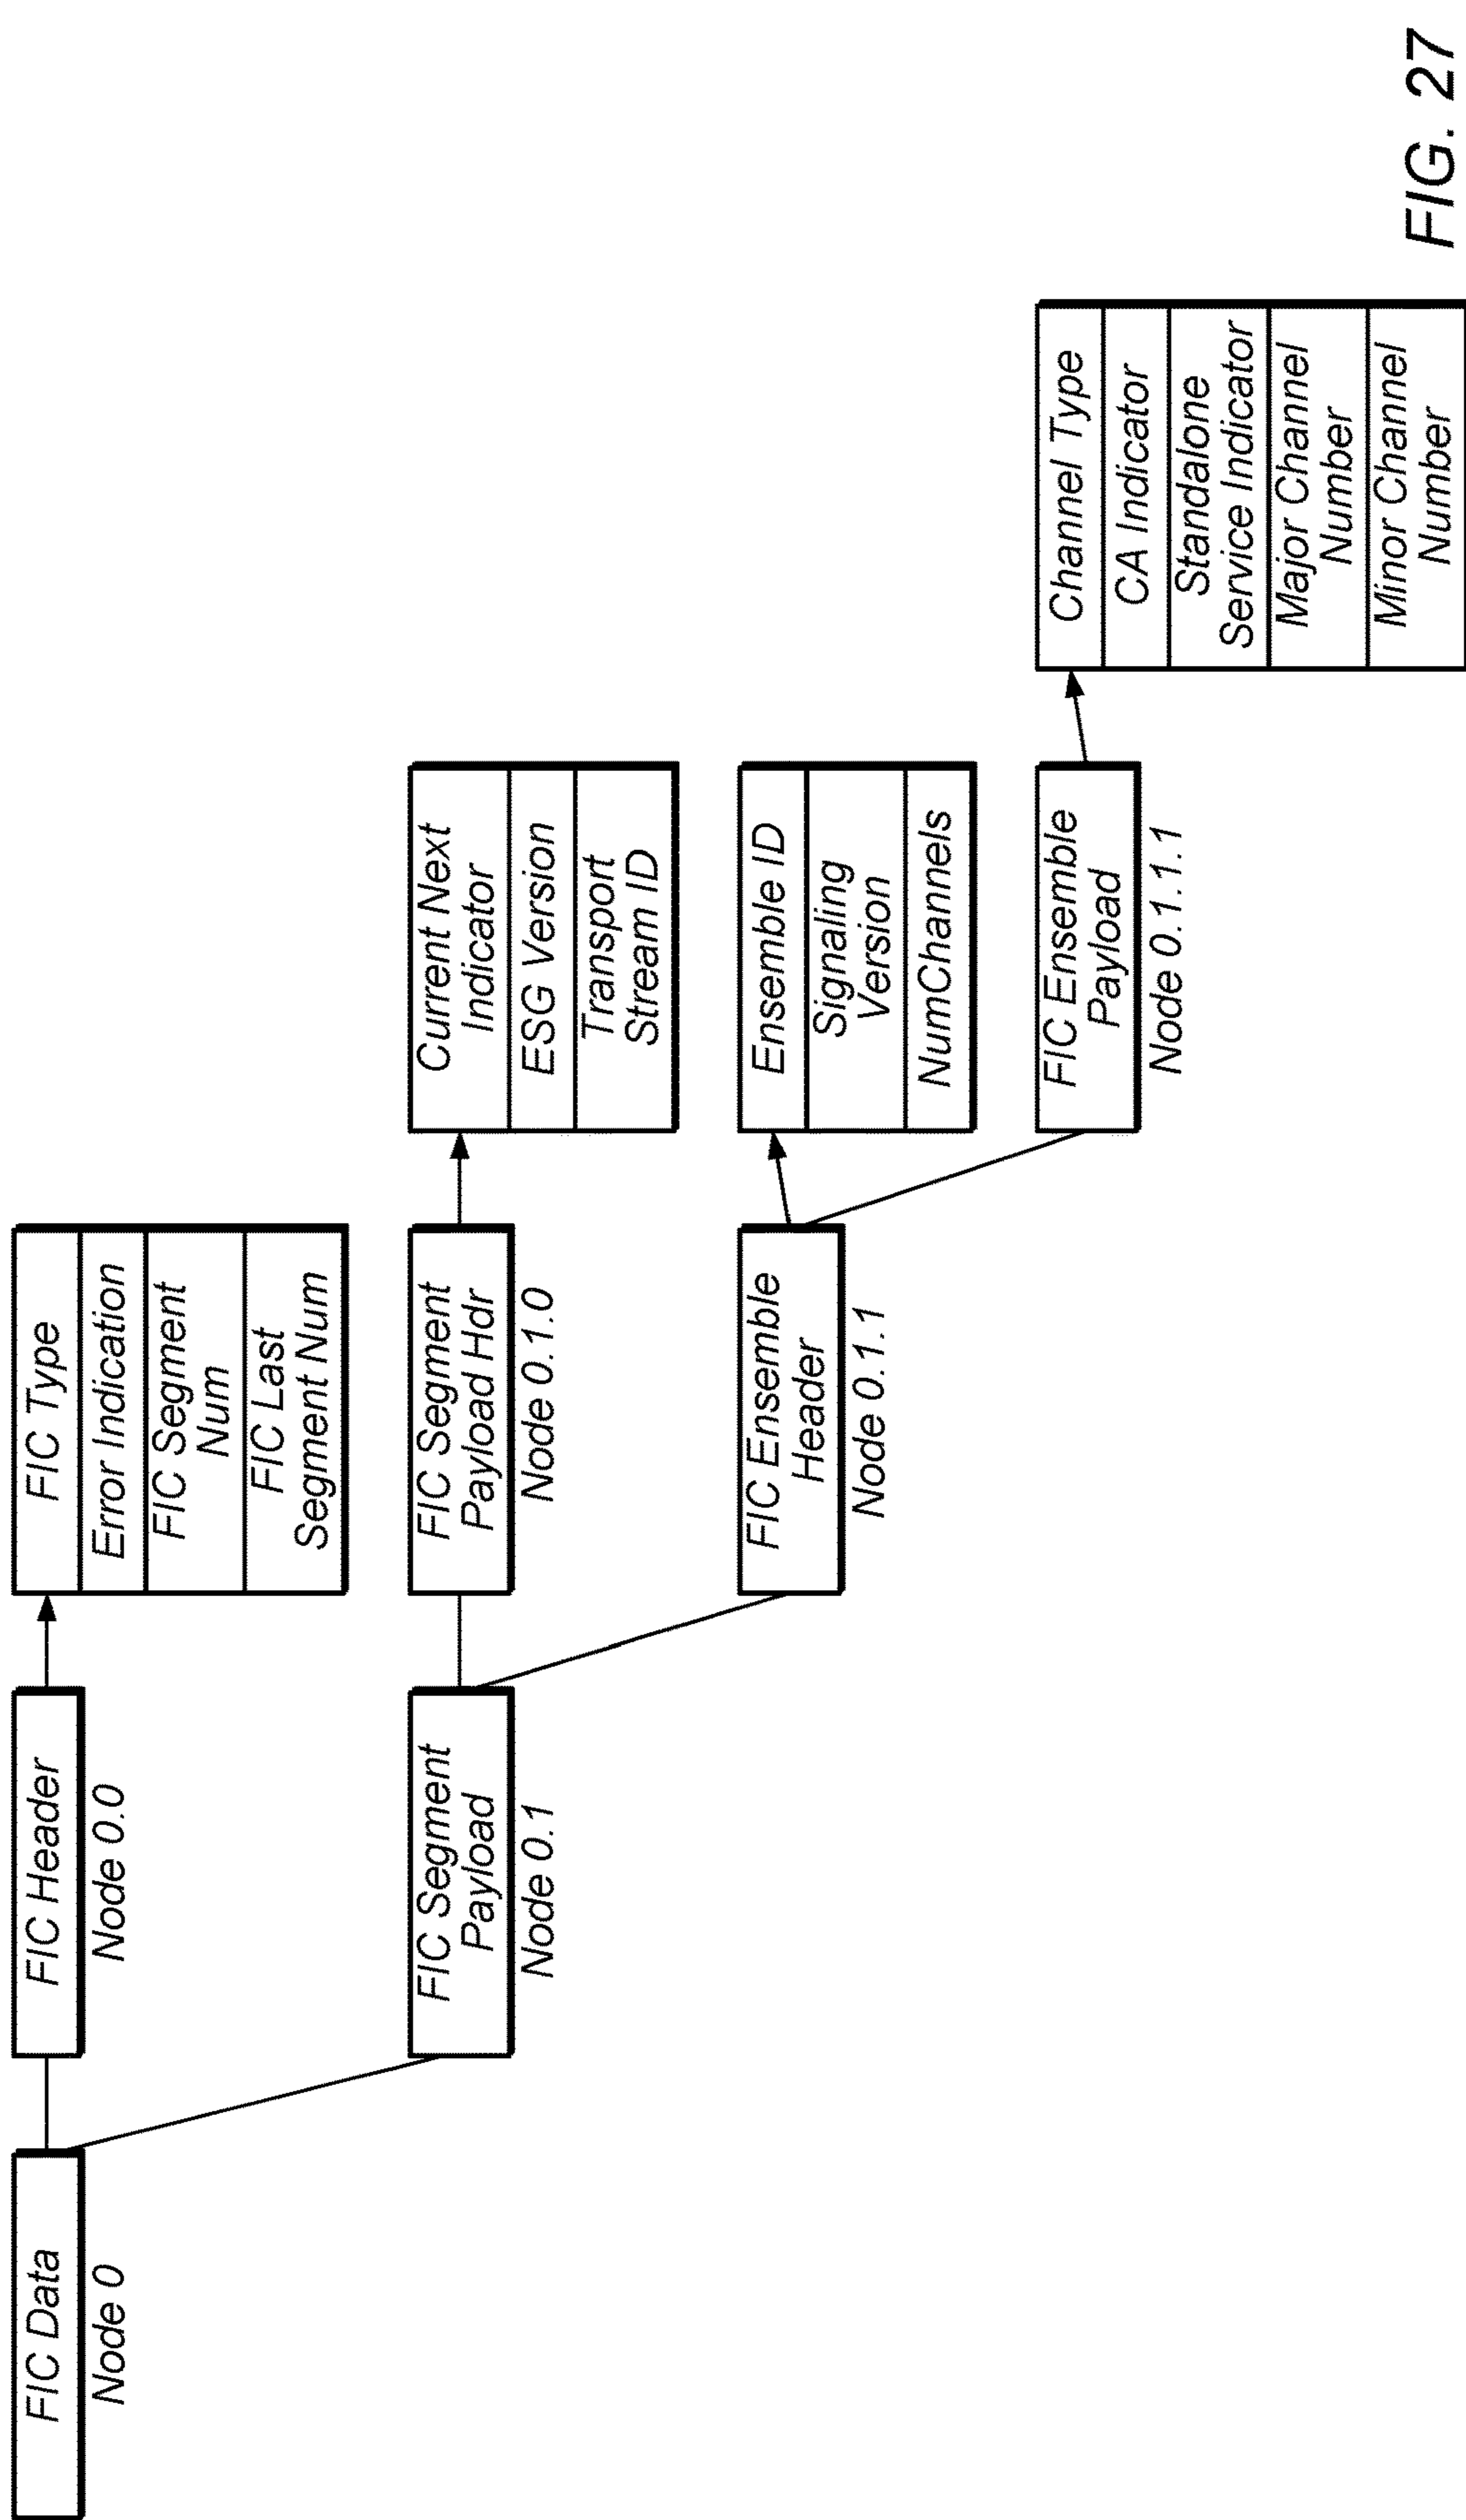 FIC Data
Node 0
FIC Header
Node 0.0
FIC Type
Error Indication
FIC Segment
Num
FIC Last
Segment Num
FIC Segment
Payload
Node 0.1
FIC Segment
Payload Hdr
Node 0.1.0
Current Next
Indicator
ESG Version
Transport
Stream ID
FIC Ensemble
Header
Node 0.1.1
Ensemble ID
Signaling
Version
NumChannels
FIC Ensemble
Payload
Node 0.1.1.1
Channel Type
CA Indicator
Standalone
Service Indicator
Major Channel
Number
Minor Channel
Number
FIG. 27